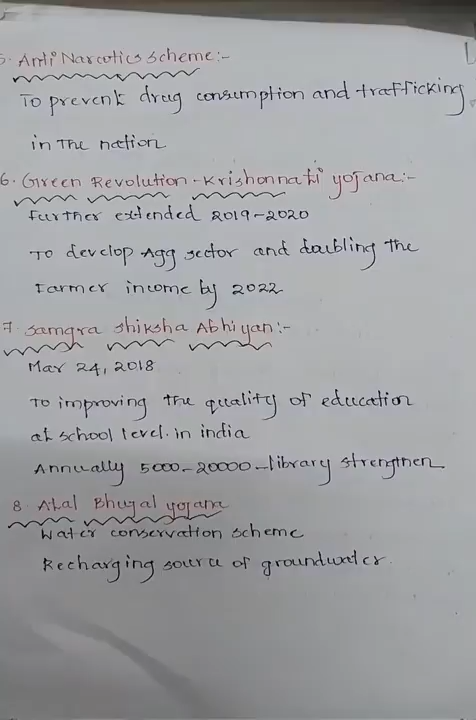 5. Anti Narcotics scheme:-
To prevent drug consumption and trafficking
in The nation
6. Green Revolution - Krishonnati yojana:-
Further extended 2019-2020
To develop Agg sector and doubling the
Farmer income by 2022
7. Samgra Shiksha Abhiyan:-
Mar 24, 2018
To improving the quality of education
at school level. in india
Annually 5000-20000 - library strengthen
8. Atal Bhujal yojana
Water conservation scheme
Recharging source of groundwater.